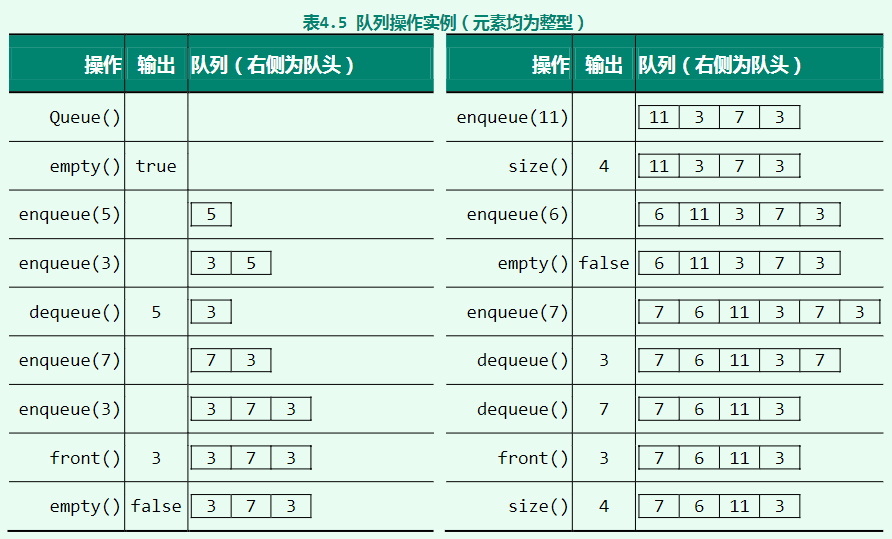 表4.5 队列操作实例（元素均为整型）
操作 输出 队列（右侧为队头）
Queue()
empty() true
enqueue(5) 5
enqueue(3) 3 5
dequeue() 5 3
enqueue(7) 7 3
enqueue(3) 3 7 3
front() 3 3 7 3
empty() false 3 7 3
操作 输出 队列（右侧为队头）
enqueue(11) 11 3 7 3
size() 4 11 3 7 3
enqueue(6) 6 11 3 7 3
empty() false 6 11 3 7 3
enqueue(7) 7 6 11 3 7 3
dequeue() 3 7 6 11 3 7
dequeue() 7 7 6 11 3
front() 3 7 6 11 3
size() 4 7 6 11 3